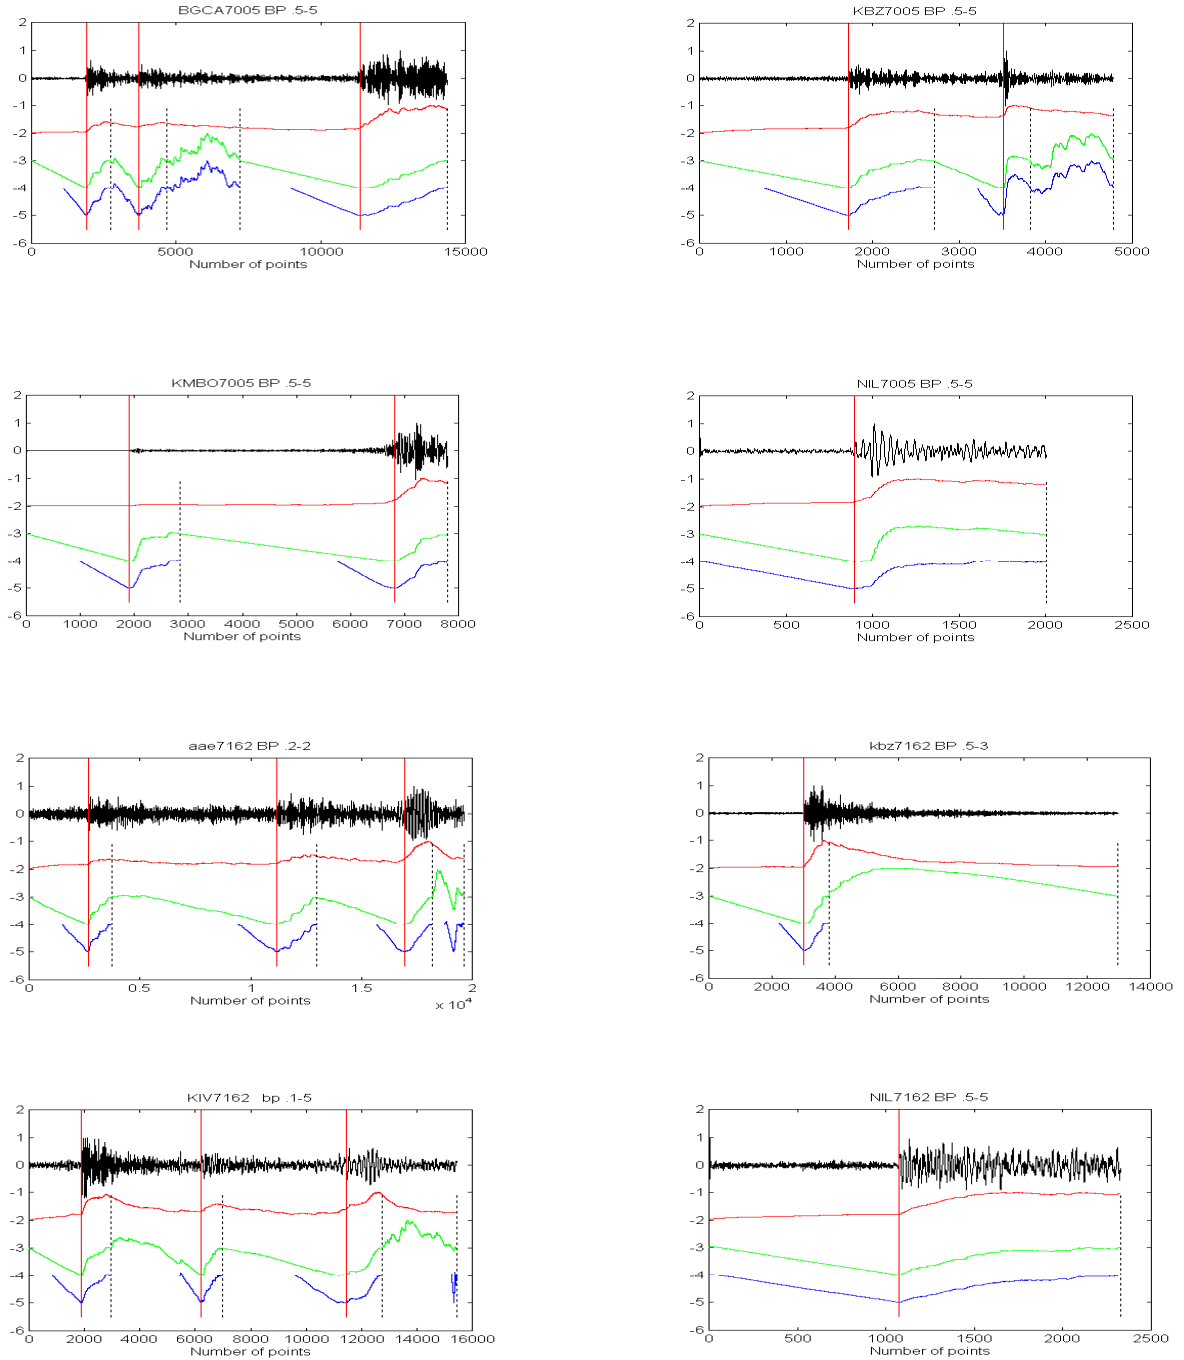 BGCA7005 BP .5-5
2
1
0
-1
-2
-3
-4
-5
-6
0 5000 10000 15000
Number of points
KBZ7005 BP .5-5
2
1
0
-1
-2
-3
-4
-5
-6
0 1000 2000 3000 4000 5000
Number of points
KMBO7005 BP .5-5
2
1
0
-1
-2
-3
-4
-5
-6
0 1000 2000 3000 4000 5000 6000 7000 8000
Number of points
NIL7005 BP .5-5
2
1
0
-1
-2
-3
-4
-5
-6
0 500 1000 1500 2000 2500
Number of points
aae7162 BP .2-2
2
1
0
-1
-2
-3
-4
-5
-6
0 0.5 1 1.5 2
Number of points
x 10⁴
kbz7162 BP .5-3
2
1
0
-1
-2
-3
-4
-5
-6
0 2000 4000 6000 8000 10000 12000 14000
Number of points
KIV7162 bp .1-5
2
1
0
-1
-2
-3
-4
-5
-6
0 2000 4000 6000 8000 10000 12000 14000 16000
Number of points
NIL7162 BP .5-5
2
1
0
-1
-2
-3
-4
-5
-6
0 500 1000 1500 2000 2500
Number of points